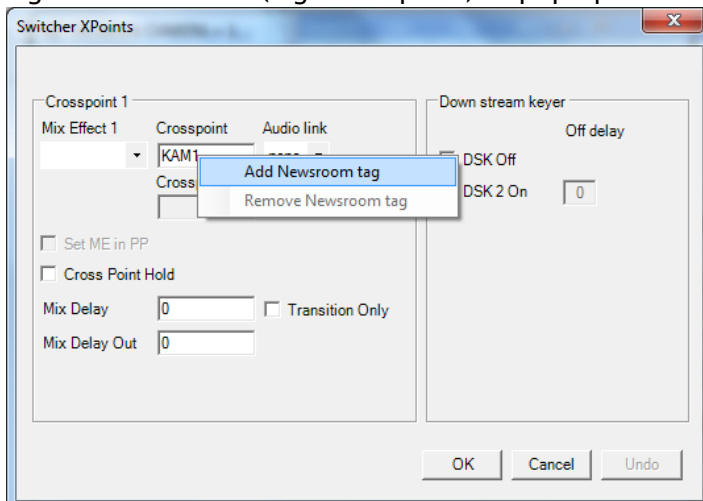 Switcher XPoints
Crosspoint 1
Mix Effect 1 Crosspoint Audio link
KAM1
Add Newsroom tag
Remove Newsroom tag
Set ME in PP
Cross Point Hold
Mix Delay 0 Transition Only
Mix Delay Out 0
Down stream keyer
Off delay
DSK Off
DSK 2 On 0
OK Cancel Undo